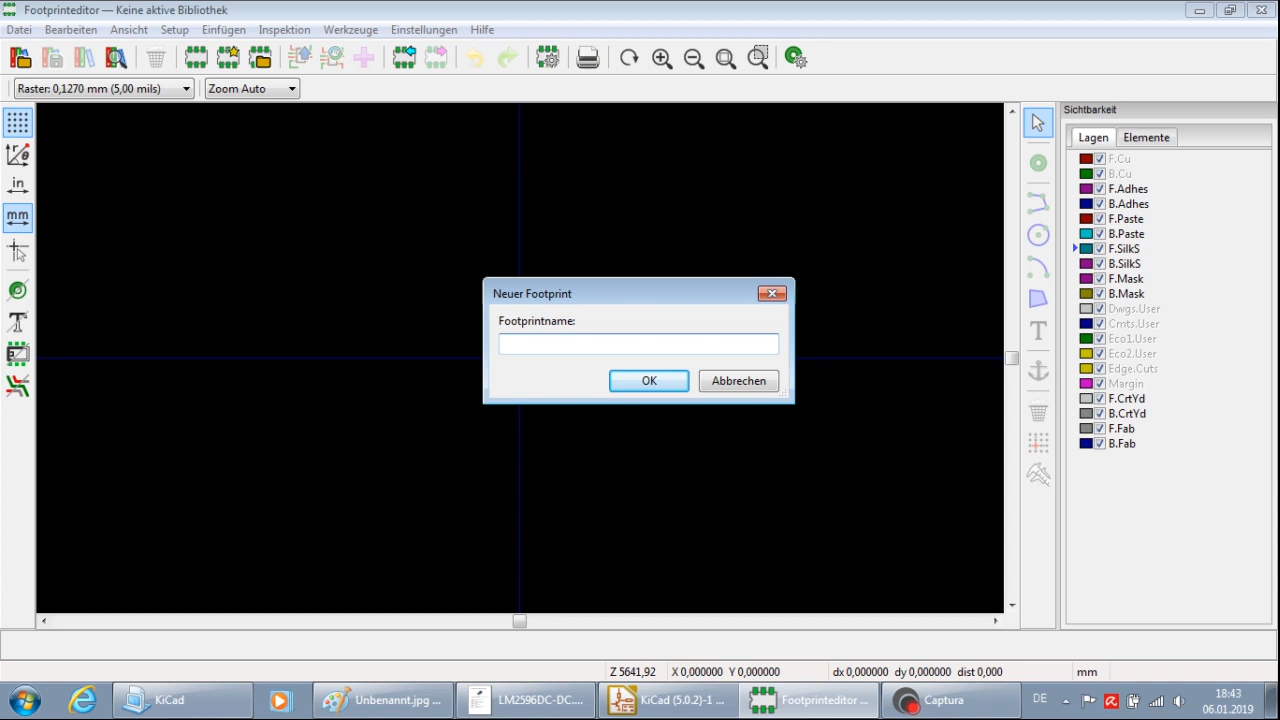 Footprinteditor — Keine aktive Bibliothek
Datei Bearbeiten Ansicht Setup Einfügen Inspektion Werkzeuge Einstellungen Hilfe
Raster: 0,1270 mm (5,00 mils) Zoom Auto
in
mm
Neuer Footprint
Footprintname:
OK Abbrechen
Sichtbarkeit
Lagen Elemente
F.Cu
B.Cu
F.Adhes
B.Adhes
F.Paste
B.Paste
F.SilkS
B.SilkS
F.Mask
B.Mask
Dwgs.User
Cmts.User
Eco1.User
Eco2.User
Edge.Cuts
Margin
F.CrtYd
B.CrtYd
F.Fab
B.Fab
Z 5641,92 X 0,000000 Y 0,000000 dx 0,000000 dy 0,000000 dist 0,000 mm
KiCad Unbenannt.jpg ... LM2596DC-DC.... KiCad (5.0.2)-1 ... Footprinteditor ... Captura DE 18:43
06.01.2019